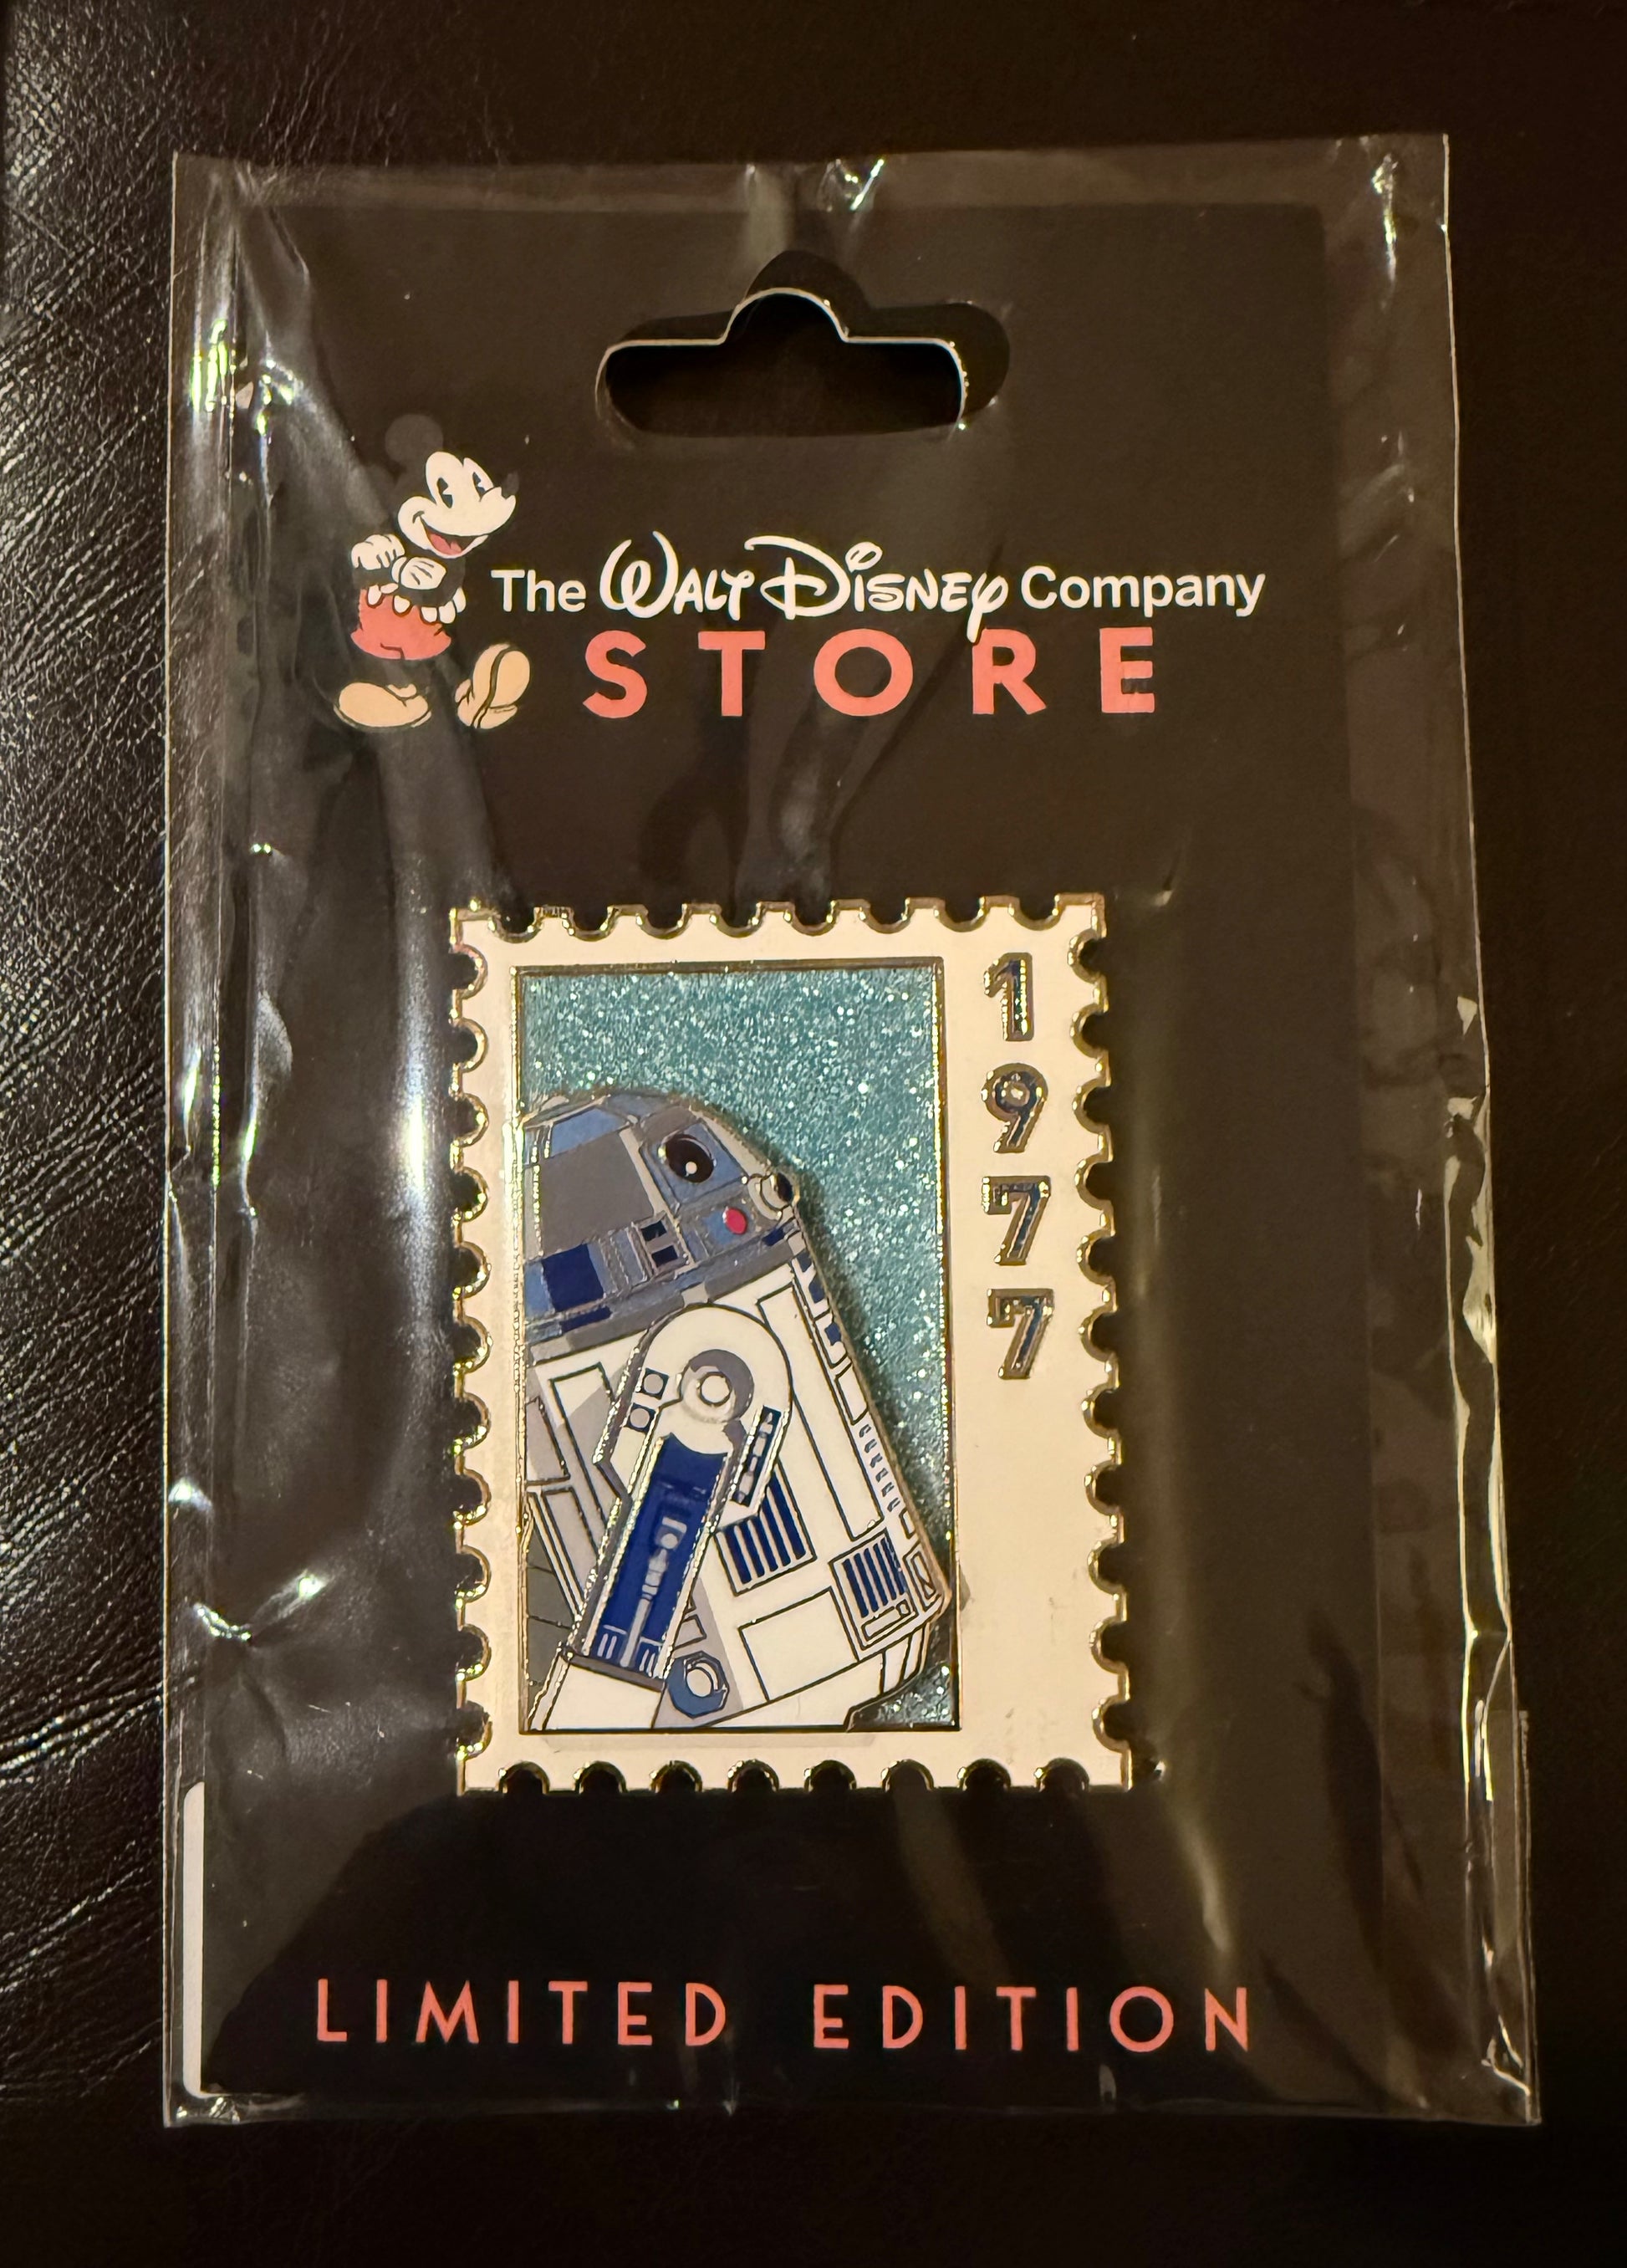 The Walt Disney Company
STORE
1977
LIMITED EDITION